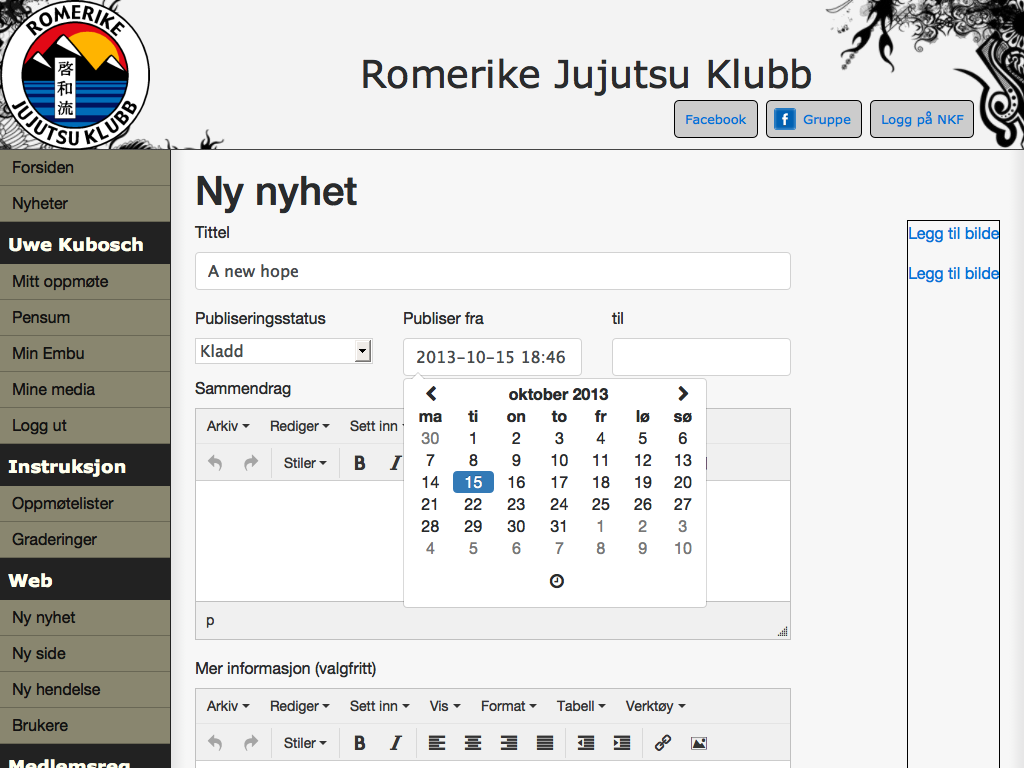 ROMERIKE
啓和流
JUJUTSU KLUBB
Romerike Jujutsu Klubb
Facebook
f Gruppe
Logg på NKF
Forsiden
Nyheter
Uwe Kubosch
Mitt oppmøte
Pensum
Min Embu
Mine media
Logg ut
Instruksjon
Oppmøtelister
Graderinger
Web
Ny nyhet
Ny side
Ny hendelse
Brukere
Medlemsreg
Ny nyhet
Tittel
A new hope
Publiseringsstatus
Kladd
Publiser fra
2013-10-15 18:46
til
oktober 2013
ma ti on to fr lø sø
30 1 2 3 4 5 6
7 8 9 10 11 12 13
14 15 16 17 18 19 20
21 22 23 24 25 26 27
28 29 30 31 1 2 3
4 5 6 7 8 9 10
Sammendrag
Arkiv Rediger Sett inn
Stiler B I
p
Mer informasjon (valgfritt)
Arkiv Rediger Sett inn Vis Format Tabell Verktøy
Stiler B I
Legg til bilde
Legg til bilde